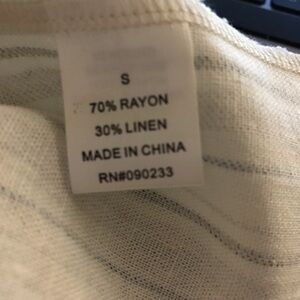 S
70% RAYON
30% LINEN
MADE IN CHINA
RN#090233